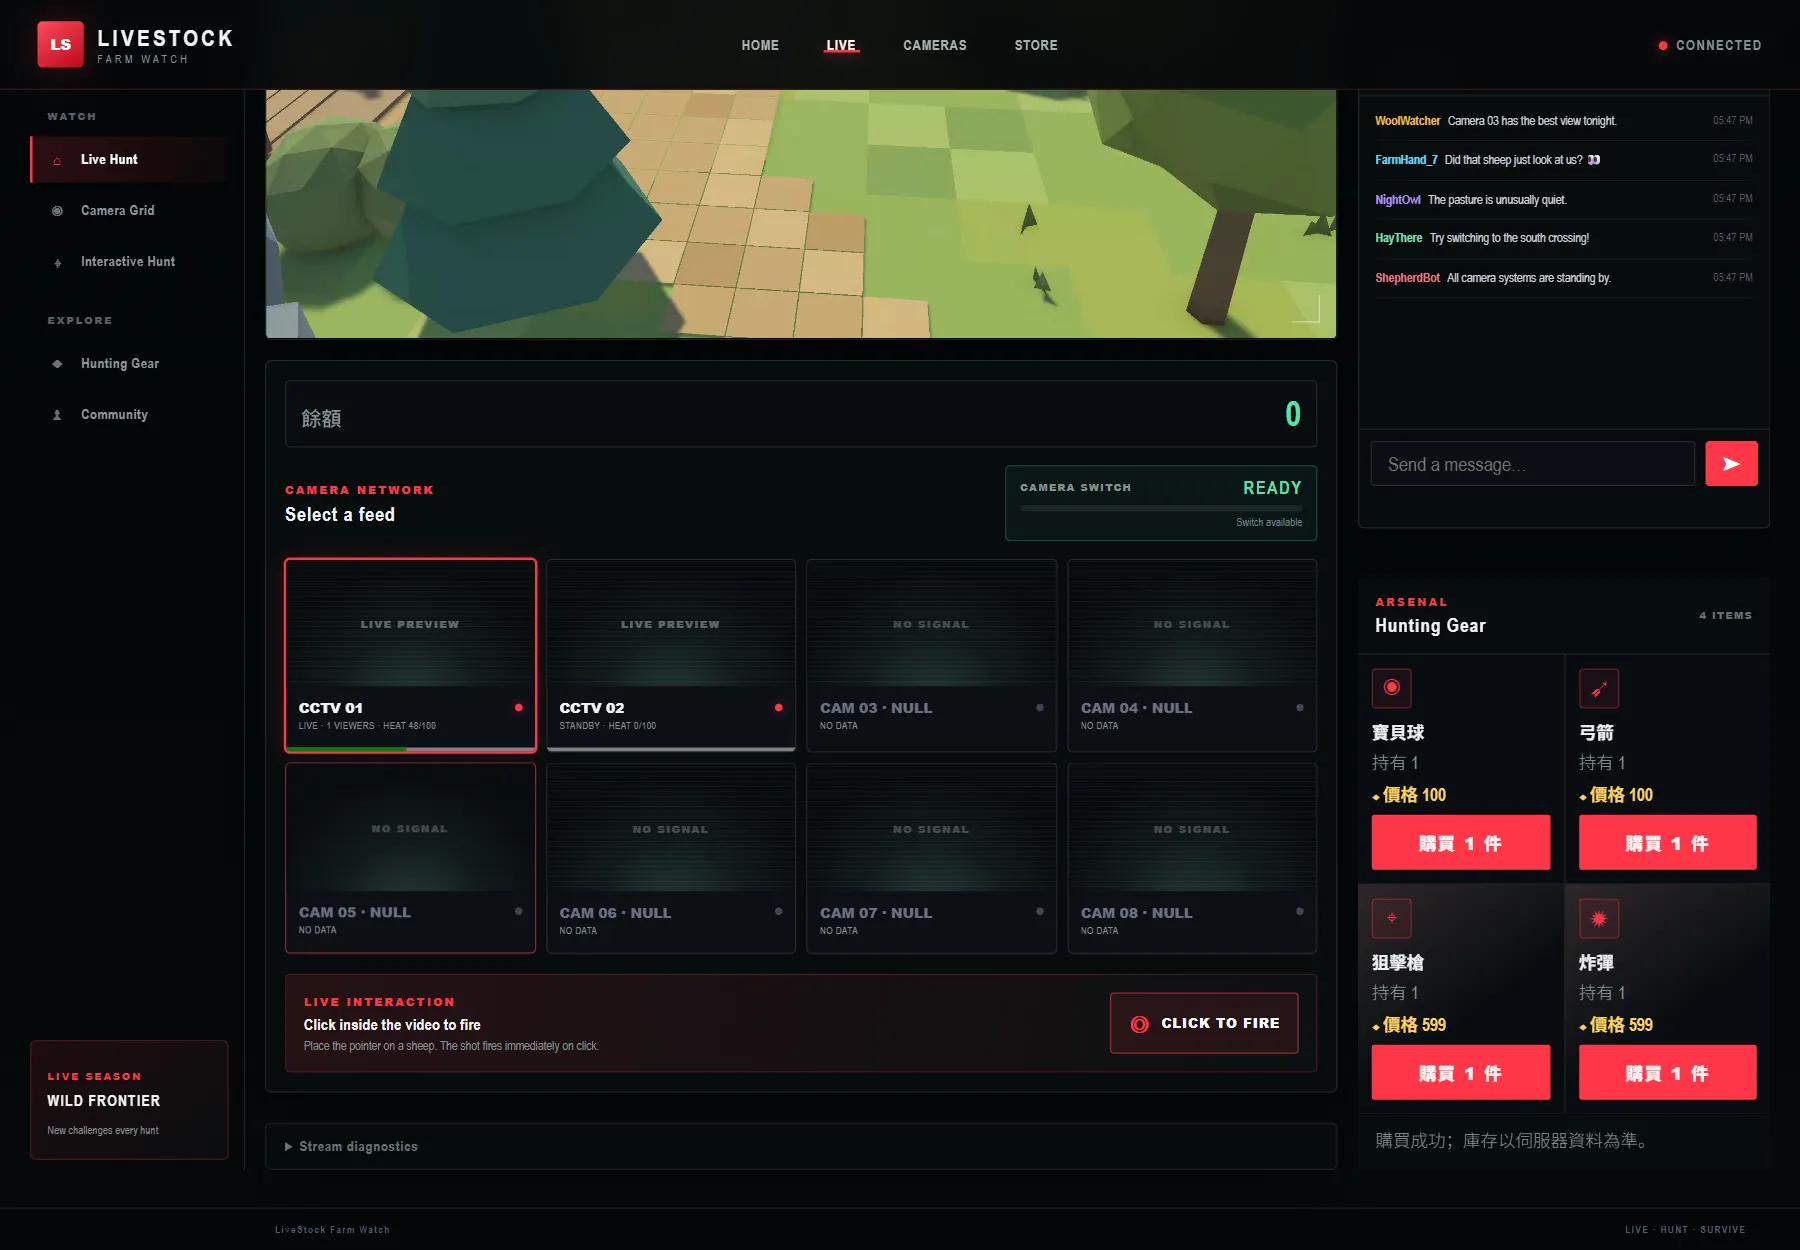 LS
LIVESTOCK
FARM WATCH
HOME
LIVE
CAMERAS
STORE
CONNECTED
WATCH
Live Hunt
Camera Grid
Interactive Hunt
EXPLORE
Hunting Gear
Community
LIVE SEASON
WILD FRONTIER
New challenges every hunt
餘額
0
CAMERA NETWORK
Select a feed
CAMERA SWITCH
READY
Switch available
LIVE PREVIEW
CCTV 01
LIVE · 1 VIEWERS · HEAT 48/100
LIVE PREVIEW
CCTV 02
STANDBY · HEAT 0/100
NO SIGNAL
CAM 03 · NULL
NO DATA
NO SIGNAL
CAM 04 · NULL
NO DATA
NO SIGNAL
CAM 05 · NULL
NO DATA
NO SIGNAL
CAM 06 · NULL
NO DATA
NO SIGNAL
CAM 07 · NULL
NO DATA
NO SIGNAL
CAM 08 · NULL
NO DATA
LIVE INTERACTION
Click inside the video to fire
Place the pointer on a sheep. The shot fires immediately on click.
CLICK TO FIRE
Stream diagnostics
WoolWatcher Camera 03 has the best view tonight. 05:47 PM
FarmHand_7 Did that sheep just look at us? 👀 05:47 PM
NightOwl The pasture is unusually quiet. 05:47 PM
HayThere Try switching to the south crossing! 05:47 PM
ShepherdBot All camera systems are standing by. 05:47 PM
Send a message...
ARSENAL
Hunting Gear
4 ITEMS
寶貝球
持有 1
價格 100
購買 1 件
弓箭
持有 1
價格 100
購買 1 件
狙擊槍
持有 1
價格 599
購買 1 件
炸彈
持有 1
價格 599
購買 1 件
購買成功；庫存以伺服器資料為準。
LiveStock Farm Watch
LIVE · HUNT · SURVIVE